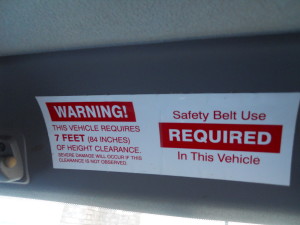 WARNING!
THIS VEHICLE REQUIRES
7 FEET (84 INCHES)
OF HEIGHT CLEARANCE.
SEVERE DAMAGE WILL OCCUR IF THIS
CLEARANCE IS NOT OBSERVED.
Safety Belt Use
REQUIRED
In This Vehicle